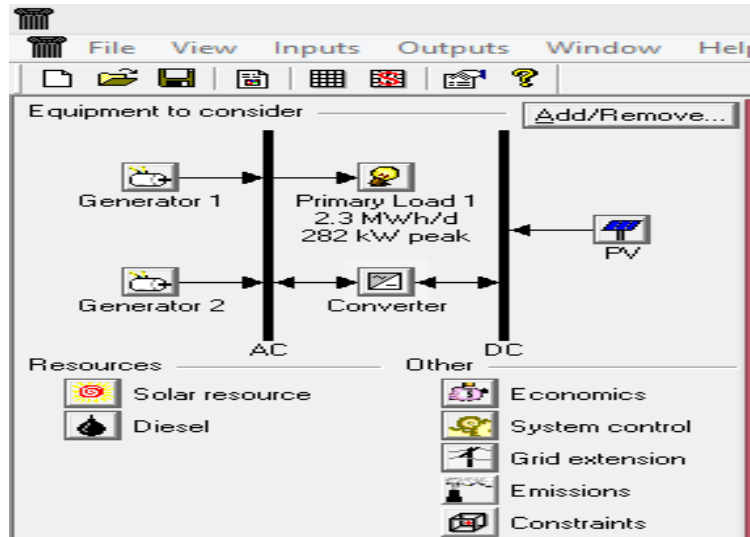 File View Inputs Outputs Window Help
Equipment to consider Add/Remove...
Generator 1
Primary Load 1
2.3 MWh/d
282 kW peak
PV
Generator 2
Converter
AC
DC
Resources
Other
Solar resource
Diesel
Economics
System control
Grid extension
Emissions
Constraints